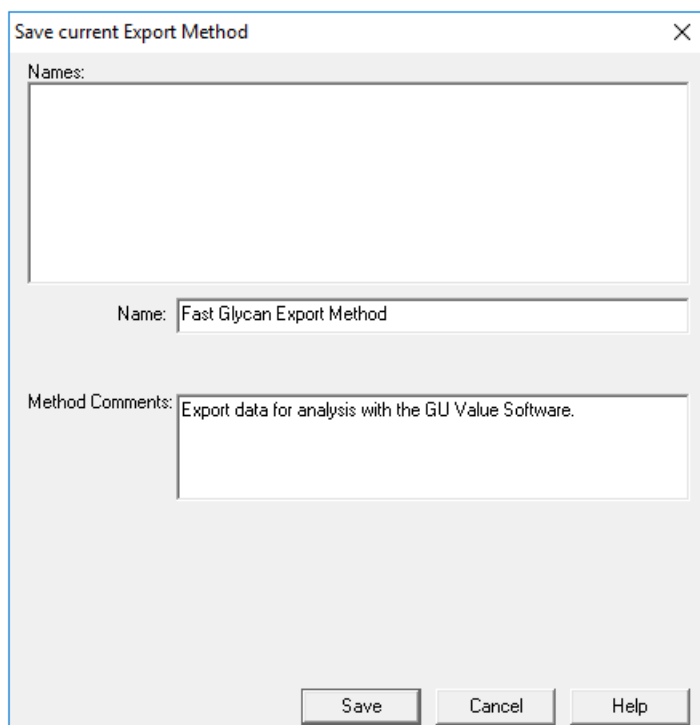 Save current Export Method
Names:
Name: Fast Glycan Export Method
Method Comments: Export data for analysis with the GU Value Software.
Save Cancel Help